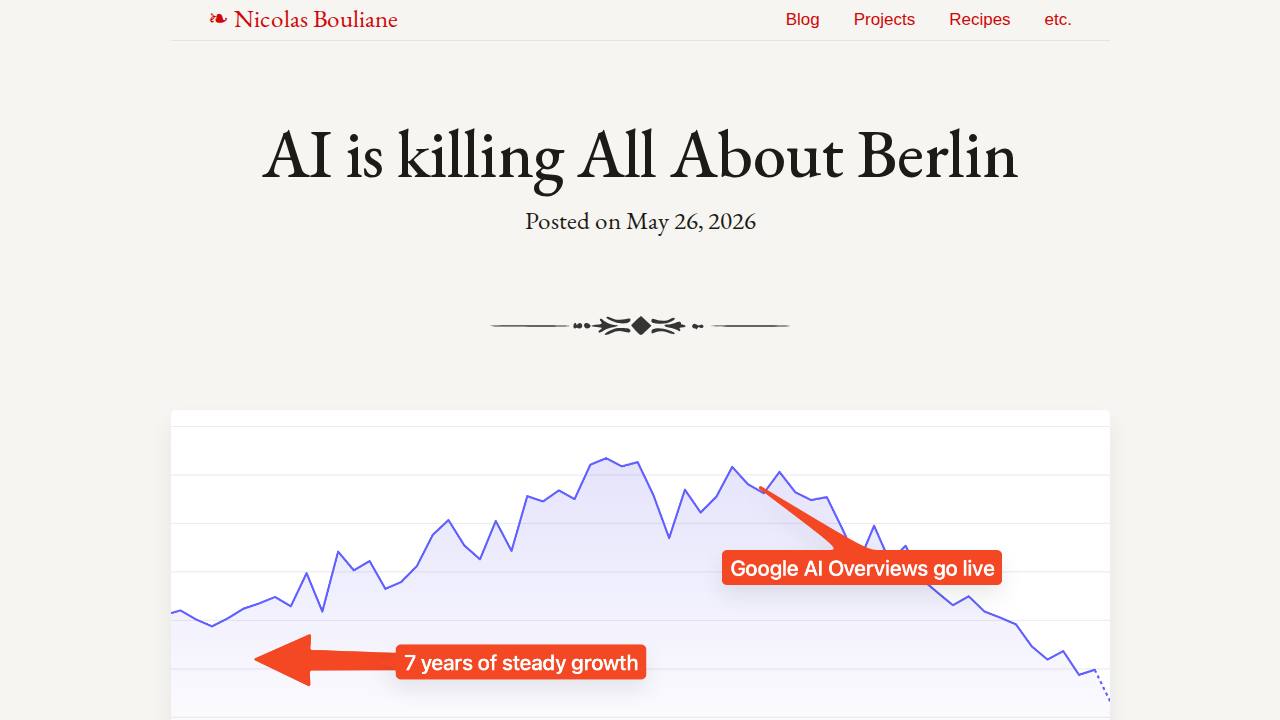 ❧ Nicolas Bouliane
Blog Projects Recipes etc.
AI is killing All About Berlin
Posted on May 26, 2026
Google AI Overviews go live
7 years of steady growth